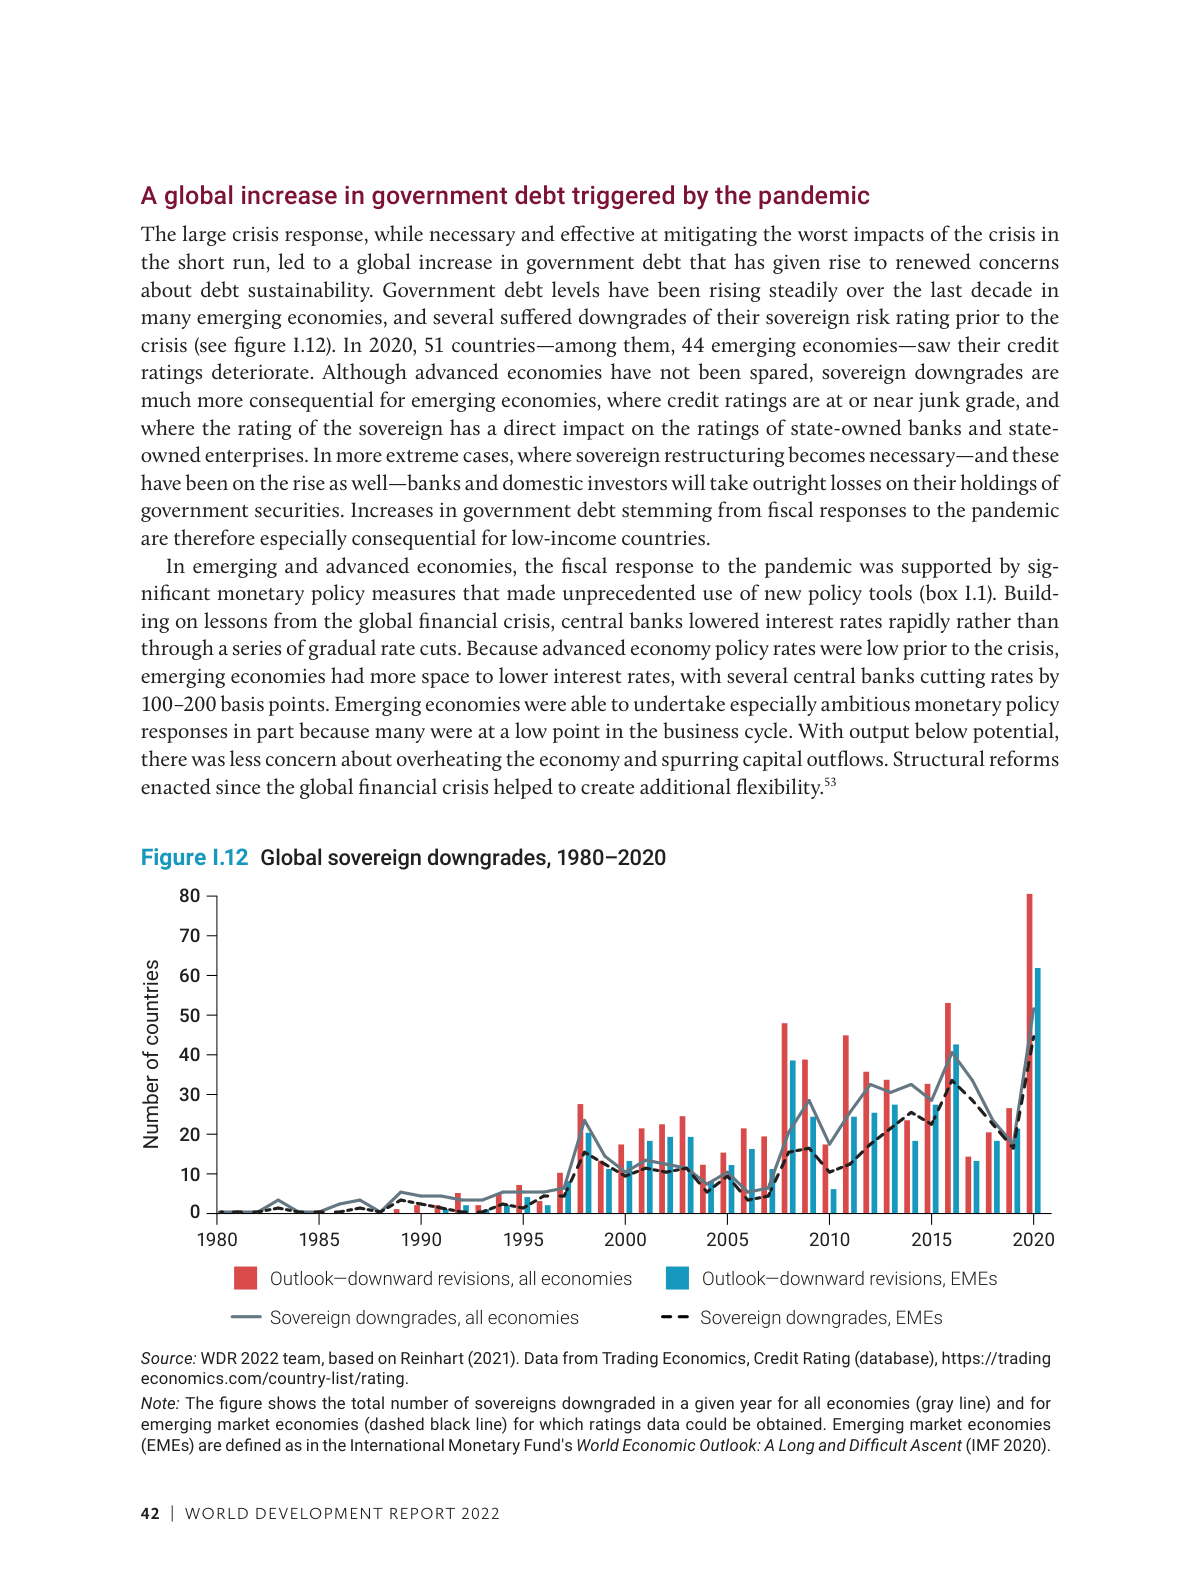 A global increase in government debt triggered by the pandemic
The large crisis response, while necessary and effective at mitigating the worst impacts of the crisis in
the short run, led to a global increase in government debt that has given rise to renewed concerns
about debt sustainability. Government debt levels have been rising steadily over the last decade in
many emerging economies, and several suffered downgrades of their sovereign risk rating prior to the
crisis (see figure I.12). In 2020, 51 countries—among them, 44 emerging economies—saw their credit
ratings deteriorate. Although advanced economies have not been spared, sovereign downgrades are
much more consequential for emerging economies, where credit ratings are at or near junk grade, and
where the rating of the sovereign has a direct impact on the ratings of state-owned banks and state-
owned enterprises. In more extreme cases, where sovereign restructuring becomes necessary—and these
have been on the rise as well—banks and domestic investors will take outright losses on their holdings of
government securities. Increases in government debt stemming from fiscal responses to the pandemic
are therefore especially consequential for low-income countries.
In emerging and advanced economies, the fiscal response to the pandemic was supported by sig-
nificant monetary policy measures that made unprecedented use of new policy tools (box I.1). Build-
ing on lessons from the global financial crisis, central banks lowered interest rates rapidly rather than
through a series of gradual rate cuts. Because advanced economy policy rates were low prior to the crisis,
emerging economies had more space to lower interest rates, with several central banks cutting rates by
100–200 basis points. Emerging economies were able to undertake especially ambitious monetary policy
responses in part because many were at a low point in the business cycle. With output below potential,
there was less concern about overheating the economy and spurring capital outflows. Structural reforms
enacted since the global financial crisis helped to create additional flexibility.53
Figure I.12 Global sovereign downgrades, 1980–2020
Number of countries
80
70
60
50
40
30
20
10
0
1980 1985 1990 1995 2000 2005 2010 2015 2020
Outlook—downward revisions, all economies Outlook—downward revisions, EMEs
Sovereign downgrades, all economies Sovereign downgrades, EMEs
Source: WDR 2022 team, based on Reinhart (2021). Data from Trading Economics, Credit Rating (database), https://trading
economics.com/country-list/rating.
Note: The figure shows the total number of sovereigns downgraded in a given year for all economies (gray line) and for
emerging market economies (dashed black line) for which ratings data could be obtained. Emerging market economies
(EMEs) are defined as in the International Monetary Fund's World Economic Outlook: A Long and Difficult Ascent (IMF 2020).
42 | WORLD DEVELOPMENT REPORT 2022